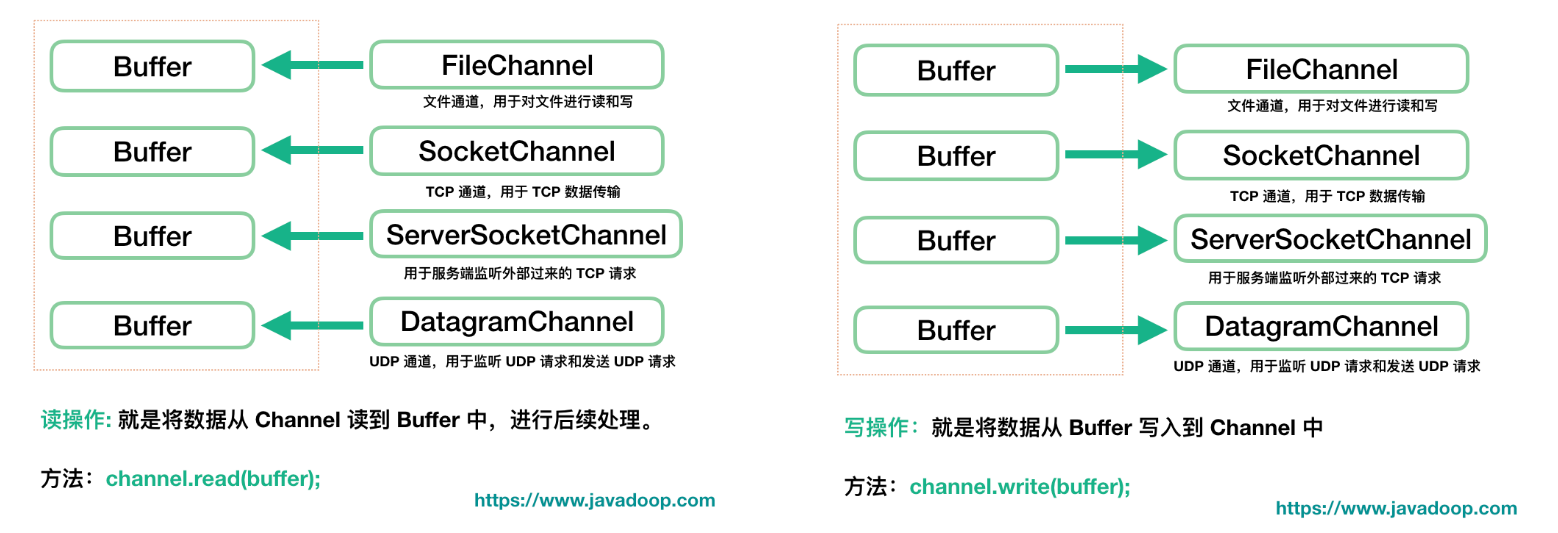 Buffer
FileChannel
文件通道，用于对文件进行读和写
Buffer
SocketChannel
TCP 通道，用于 TCP 数据传输
Buffer
ServerSocketChannel
用于服务端监听外部过来的 TCP 请求
Buffer
DatagramChannel
UDP 通道，用于监听 UDP 请求和发送 UDP 请求
读操作: 就是将数据从 Channel 读到 Buffer 中，进行后续处理。
方法：channel.read(buffer);
https://www.javadoop.com
Buffer
FileChannel
文件通道，用于对文件进行读和写
Buffer
SocketChannel
TCP 通道，用于 TCP 数据传输
Buffer
ServerSocketChannel
用于服务端监听外部过来的 TCP 请求
Buffer
DatagramChannel
UDP 通道，用于监听 UDP 请求和发送 UDP 请求
写操作：就是将数据从 Buffer 写入到 Channel 中
方法：channel.write(buffer);
https://www.javadoop.com